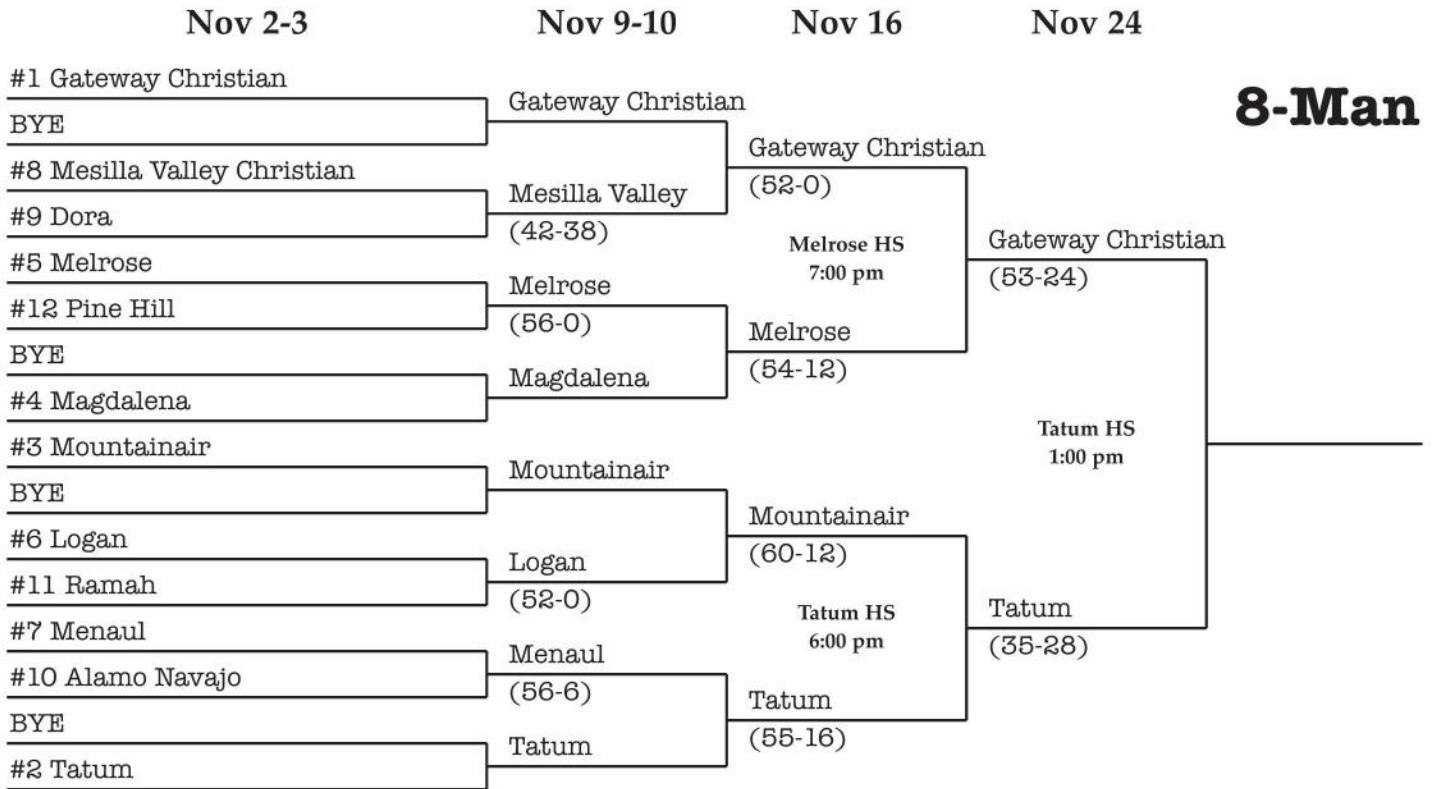 Nov 2-3
Nov 9-10
Nov 16
Nov 24
8-Man
#1 Gateway Christian
BYE
#8 Mesilla Valley Christian
#9 Dora
#5 Melrose
#12 Pine Hill
BYE
#4 Magdalena
#3 Mountainair
BYE
#6 Logan
#11 Ramah
#7 Menaul
#10 Alamo Navajo
BYE
#2 Tatum
Gateway Christian
Mesilla Valley
(42-38)
Melrose
(56-0)
Magdalena
Mountainair
Logan
(52-0)
Menaul
(56-6)
Tatum
Gateway Christian
(52-0)
Melrose HS
7:00 pm
Melrose
(54-12)
Mountainair
(60-12)
Tatum HS
6:00 pm
Tatum
(55-16)
Gateway Christian
(53-24)
Tatum HS
1:00 pm
Tatum
(35-28)